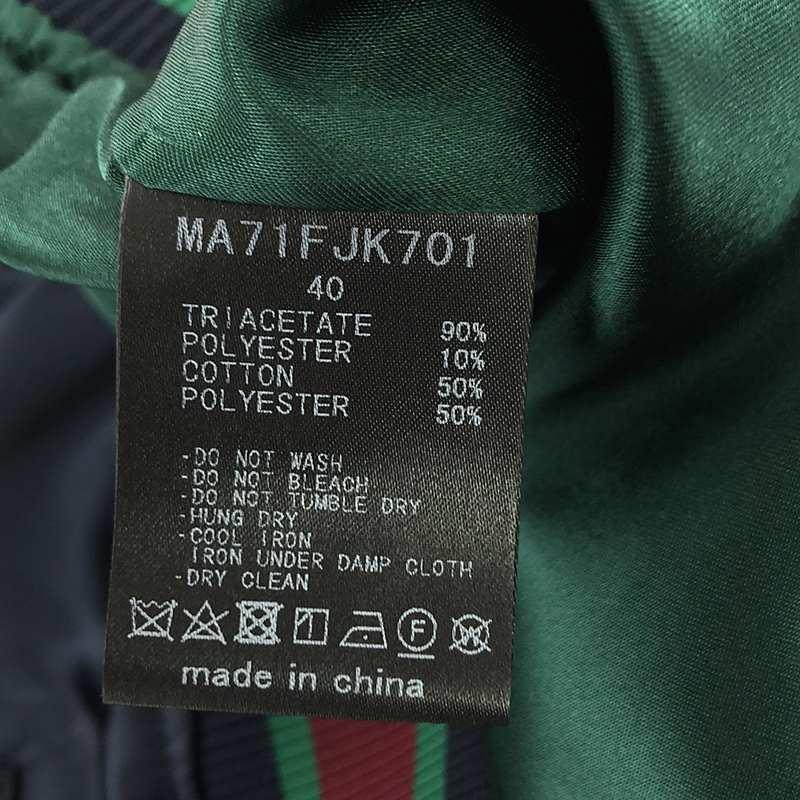 MA71FJK701
40
TRIACETATE 90%
POLYESTER 10%
COTTON 50%
POLYESTER 50%
-DO NOT WASH
-DO NOT BLEACH
-DO NOT TUMBLE DRY
-HUNG DRY
-COOL IRON
IRON UNDER DAMP CLOTH
-DRY CLEAN
F W
made in china